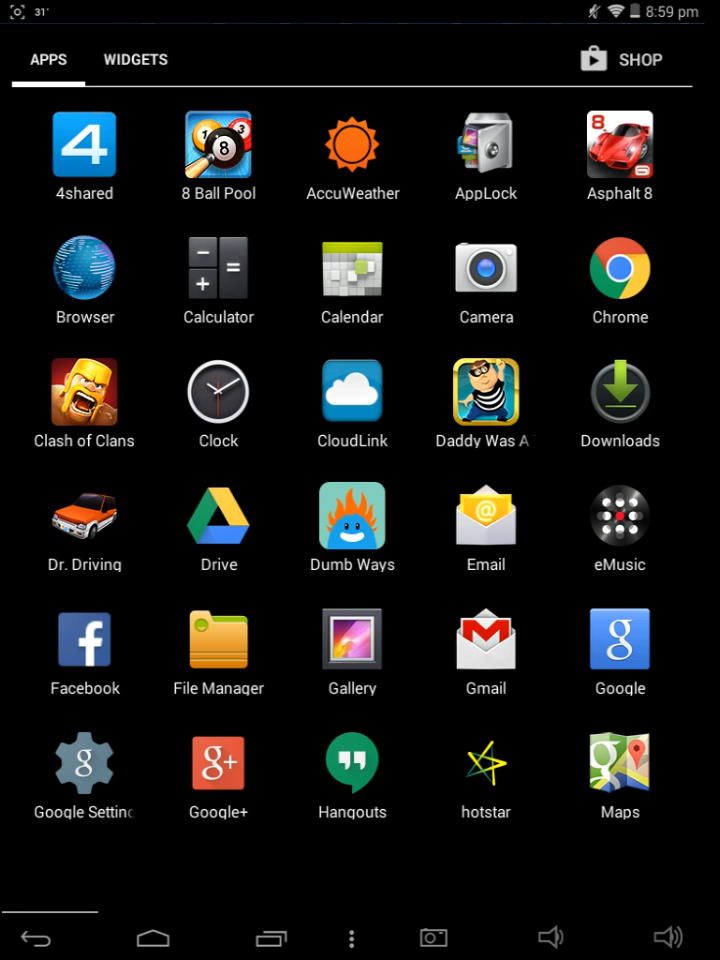 31° 8:59 pm
APPS WIDGETS SHOP
4shared 8 Ball Pool AccuWeather AppLock Asphalt 8
Browser Calculator Calendar Camera Chrome
Clash of Clans Clock CloudLink Daddy Was A Downloads
Dr. Driving Drive Dumb Ways Email eMusic
Facebook File Manager Gallery Gmail Google
Google Setting Google+ Hangouts hotstar Maps